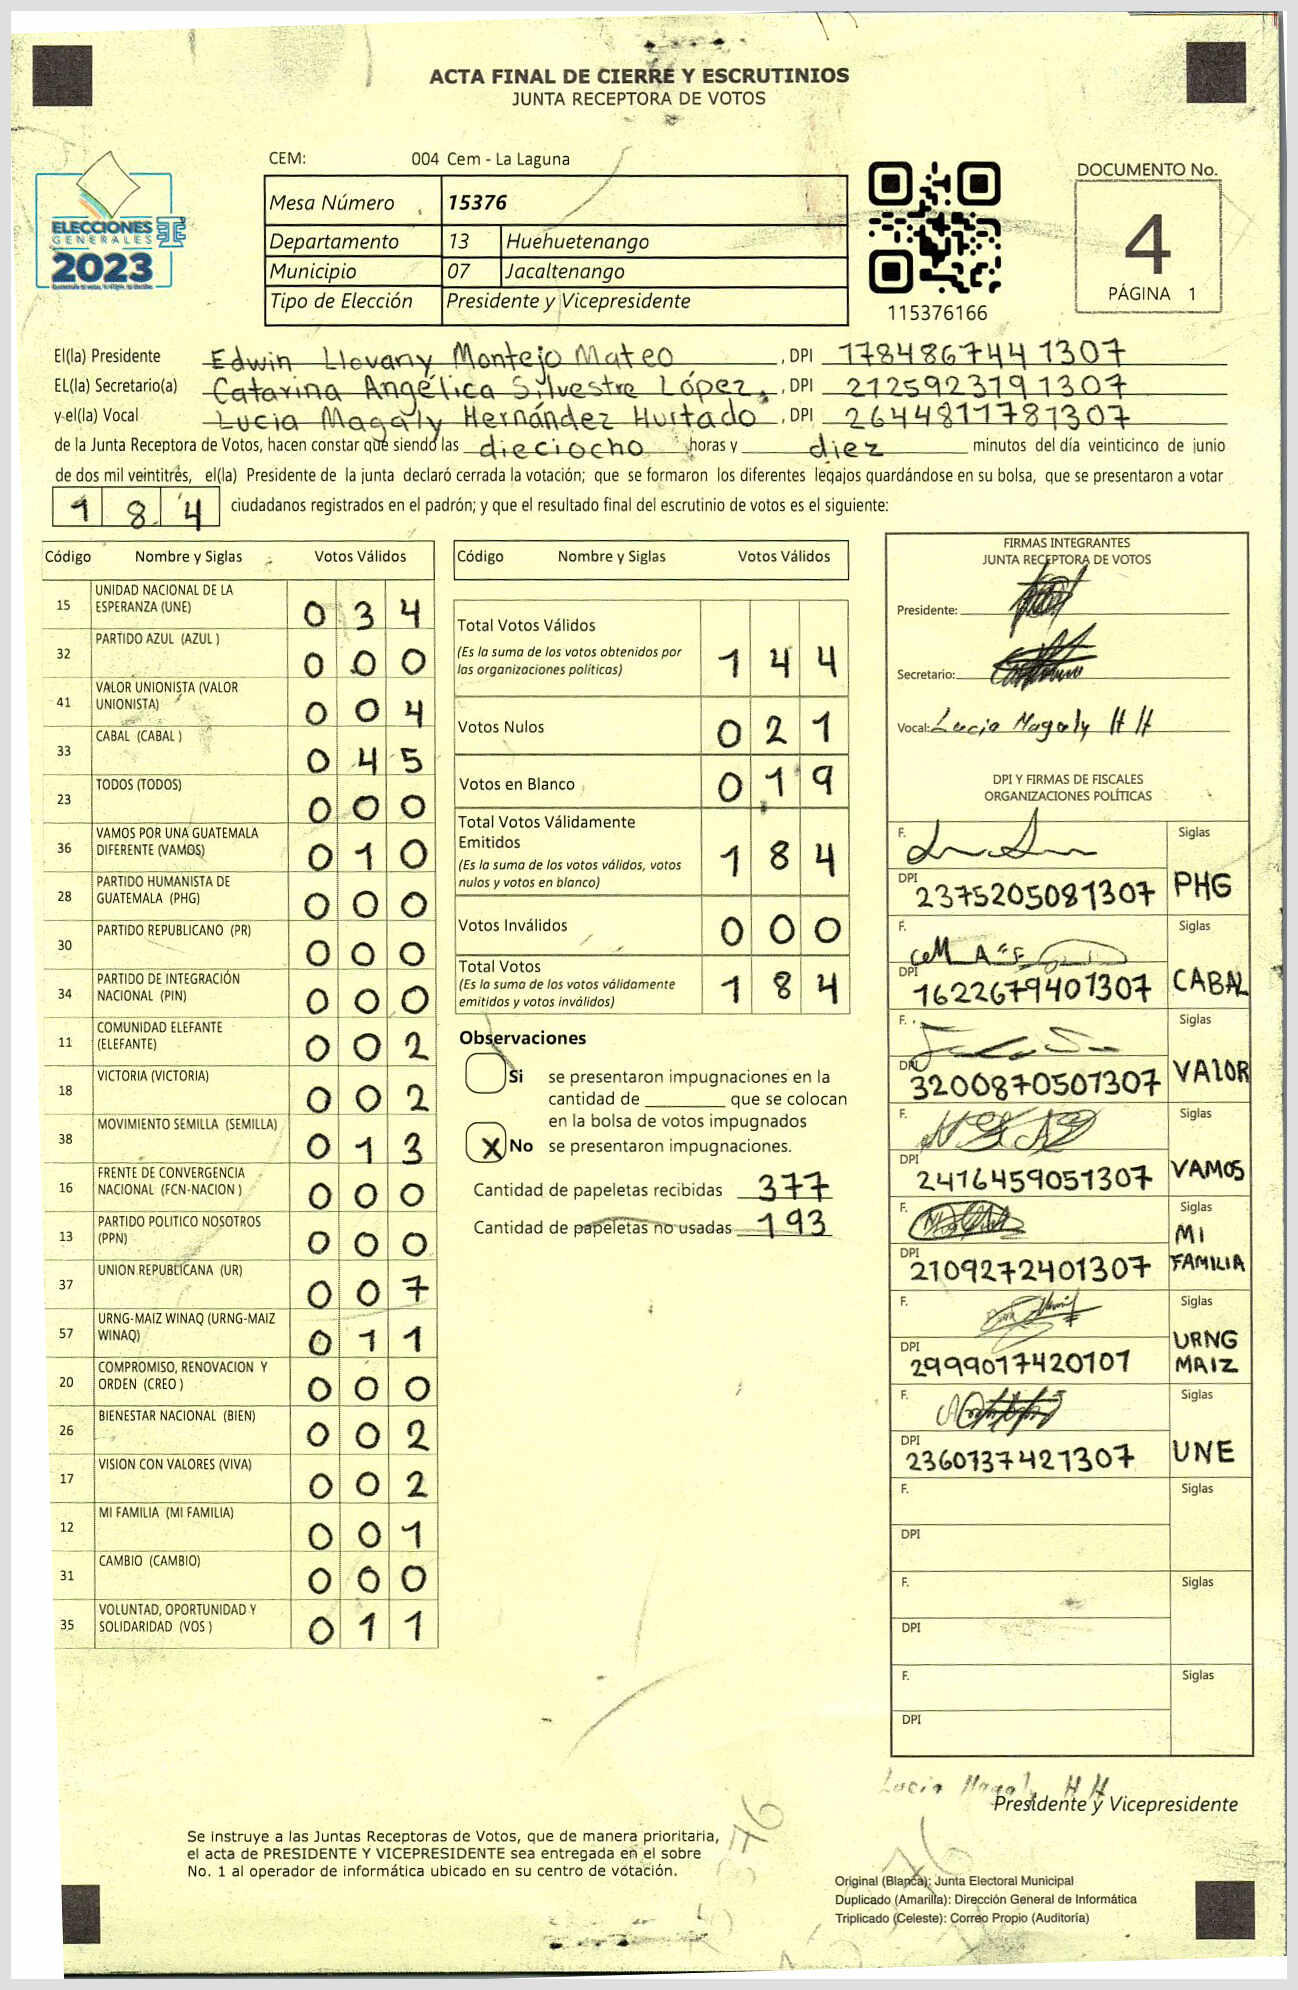 ACTA FINAL DE CIERRE Y ESCRUTINIOS
JUNTA RECEPTORA DE VOTOS
CEM: 004 Cem - La Laguna
Mesa Número 15376
Departamento 13 Huehuetenango
Municipio 07 Jacaltenango
Tipo de Elección Presidente y Vicepresidente
ELECCIONES
GENERALES
2023
115376166
DOCUMENTO No.
4
PÁGINA 1
El(la) Presidente Edwin Llovany Montejo Mateo , DPI 1784867441307
EL(la) Secretario(a) Catarina Angélica Silvestre López, , DPI 2125923191307
y el(la) Vocal Lucia Magaly Hernández Hurtado , DPI 2644811781307
de la Junta Receptora de Votos, hacen constar que siendo las dieciocho horas y diez minutos del día veinticinco de junio
de dos mil veintitrés, el(la) Presidente de la junta declaró cerrada la votación; que se formaron los diferentes legajos quardándose en su bolsa, que se presentaron a votar
184 ciudadanos registrados en el padrón; y que el resultado final del escrutinio de votos es el siguiente:
Código Nombre y Siglas Votos Válidos
15 UNIDAD NACIONAL DE LA
ESPERANZA (UNE) 034
32 PARTIDO AZUL (AZUL ) 000
41 VALOR UNIONISTA (VALOR
UNIONISTA) 004
33 CABAL (CABAL ) 045
23 TODOS (TODOS) 000
36 VAMOS POR UNA GUATEMALA
DIFERENTE (VAMOS) 010
28 PARTIDO HUMANISTA DE
GUATEMALA (PHG) 000
30 PARTIDO REPUBLICANO (PR) 000
34 PARTIDO DE INTEGRACIÓN
NACIONAL (PIN) 000
11 COMUNIDAD ELEFANTE
(ELEFANTE) 002
18 VICTORIA (VICTORIA) 002
38 MOVIMIENTO SEMILLA (SEMILLA) 013
16 FRENTE DE CONVERGENCIA
NACIONAL (FCN-NACION ) 000
13 PARTIDO POLITICO NOSOTROS
(PPN) 000
37 UNION REPUBLICANA (UR) 007
57 URNG-MAIZ WINAQ (URNG-MAIZ
WINAQ) 011
20 COMPROMISO, RENOVACION Y
ORDEN (CREO ) 000
26 BIENESTAR NACIONAL (BIEN) 002
17 VISION CON VALORES (VIVA) 002
12 MI FAMILIA (MI FAMILIA) 001
31 CAMBIO (CAMBIO) 000
35 VOLUNTAD, OPORTUNIDAD Y
SOLIDARIDAD (VOS ) 011
Código Nombre y Siglas Votos Válidos
Total Votos Válidos
(Es la suma de los votos obtenidos por
las organizaciones políticas) 144
Votos Nulos 021
Votos en Blanco 019
Total Votos Válidamente
Emitidos
(Es la suma de los votos válidos, votos
nulos y votos en blanco) 184
Votos Inválidos 000
Total Votos
(Es la suma de los votos válidamente
emitidos y votos inválidos) 184
Observaciones
Si se presentaron impugnaciones en la
cantidad de ________ que se colocan
en la bolsa de votos impugnados
X No se presentaron impugnaciones.
Cantidad de papeletas recibidas 377
Cantidad de papeletas no usadas 193
FIRMAS INTEGRANTES
JUNTA RECEPTORA DE VOTOS
Presidente:
Secretario:
Vocal: Lucia Magaly H H
DPI Y FIRMAS DE FISCALES
ORGANIZACIONES POLÍTICAS
F. Siglas
DPI 2375205081307 PHG
F. Siglas
DPI 1622679401307 CABAL
F. Siglas
DPI 3200870501307 VALOR
F. Siglas
DPI 2416459051307 VAMOS
F. Siglas
MI
DPI 2109272401307 FAMILIA
F. Siglas
URNG
DPI 2999017420101 MAIZ
F. Siglas
DPI 2360737421307 UNE
F. Siglas
DPI
F. Siglas
DPI
F. Siglas
DPI
Lucia Magaly H H
Presidente y Vicepresidente
Se instruye a las Juntas Receptoras de Votos, que de manera prioritaria,
el acta de PRESIDENTE Y VICEPRESIDENTE sea entregada en el sobre
No. 1 al operador de informática ubicado en su centro de votación.
Original (Blanca): Junta Electoral Municipal
Duplicado (Amarilla): Dirección General de Informática
Triplicado (Celeste): Correo Propio (Auditoría)